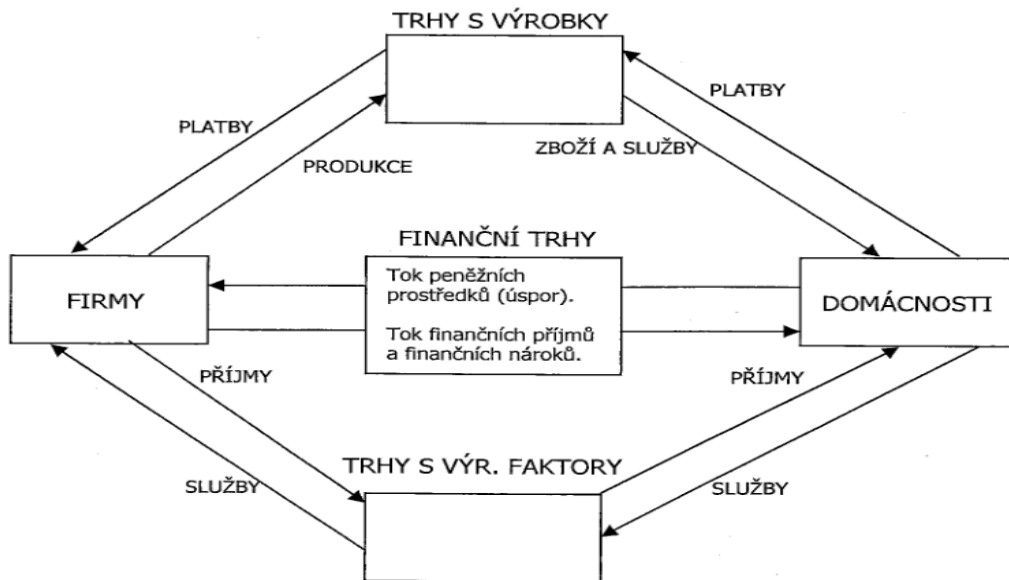 TRHY S VÝROBKY
PLATBY
PLATBY
ZBOŽÍ A SLUŽBY
PRODUKCE
FINANČNÍ TRHY
Tok peněžních
prostředků (úspor).
Tok finančních příjmů
a finančních nároků.
FIRMY
DOMÁCNOSTI
PŘÍJMY
PŘÍJMY
TRHY S VÝR. FAKTORY
SLUŽBY
SLUŽBY